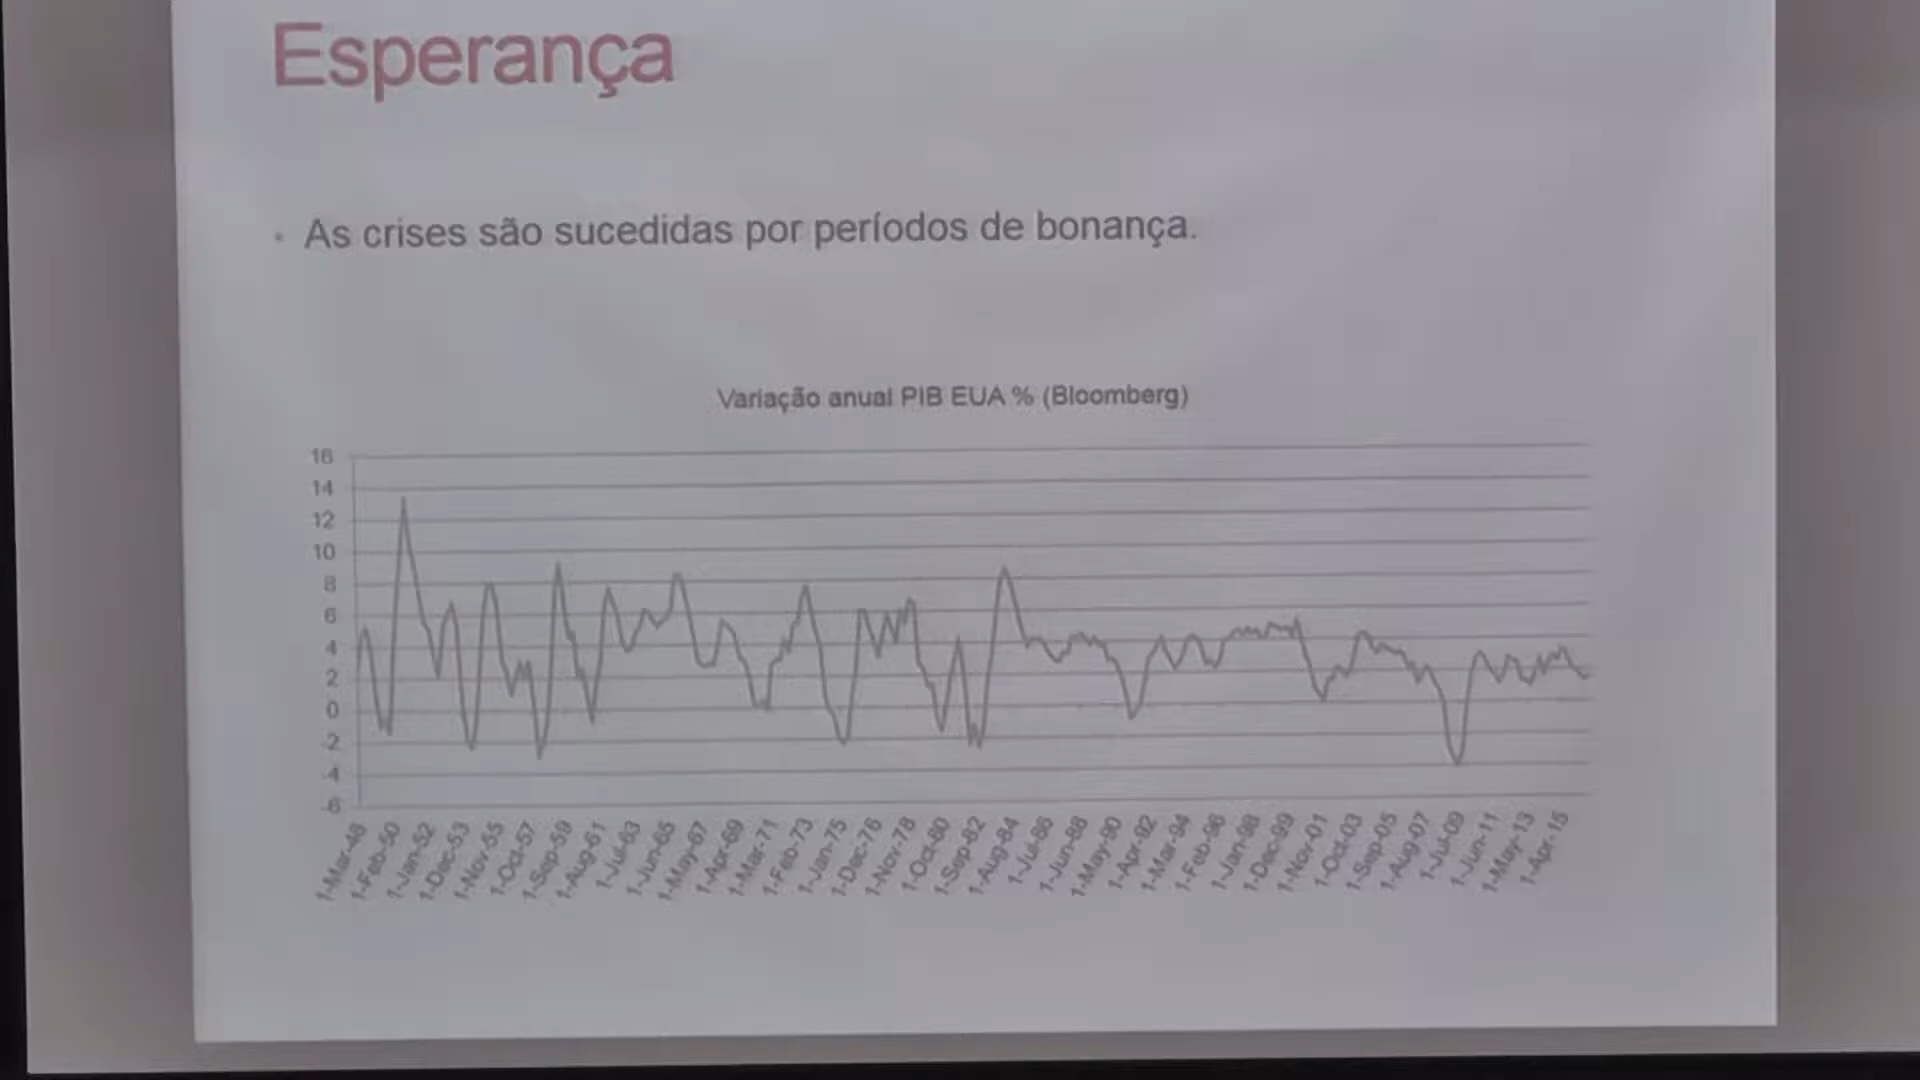 Esperança
• As crises são sucedidas por períodos de bonança.
Variação anual PIB EUA % (Bloomberg)
16
14
12
10
8
6
4
2
0
-2
-4
-6
1-Mar-48
1-Feb-50
1-Jan-52
1-Dec-53
1-Nov-55
1-Oct-57
1-Sep-59
1-Aug-61
1-Jul-63
1-Jun-65
1-May-67
1-Apr-69
1-Mar-71
1-Feb-73
1-Jan-75
1-Dec-76
1-Nov-78
1-Oct-80
1-Sep-82
1-Aug-84
1-Jul-86
1-Jun-88
1-May-90
1-Apr-92
1-Mar-94
1-Feb-96
1-Jan-98
1-Dec-99
1-Nov-01
1-Oct-03
1-Sep-05
1-Aug-07
1-Jul-09
1-Jun-11
1-May-13
1-Apr-15